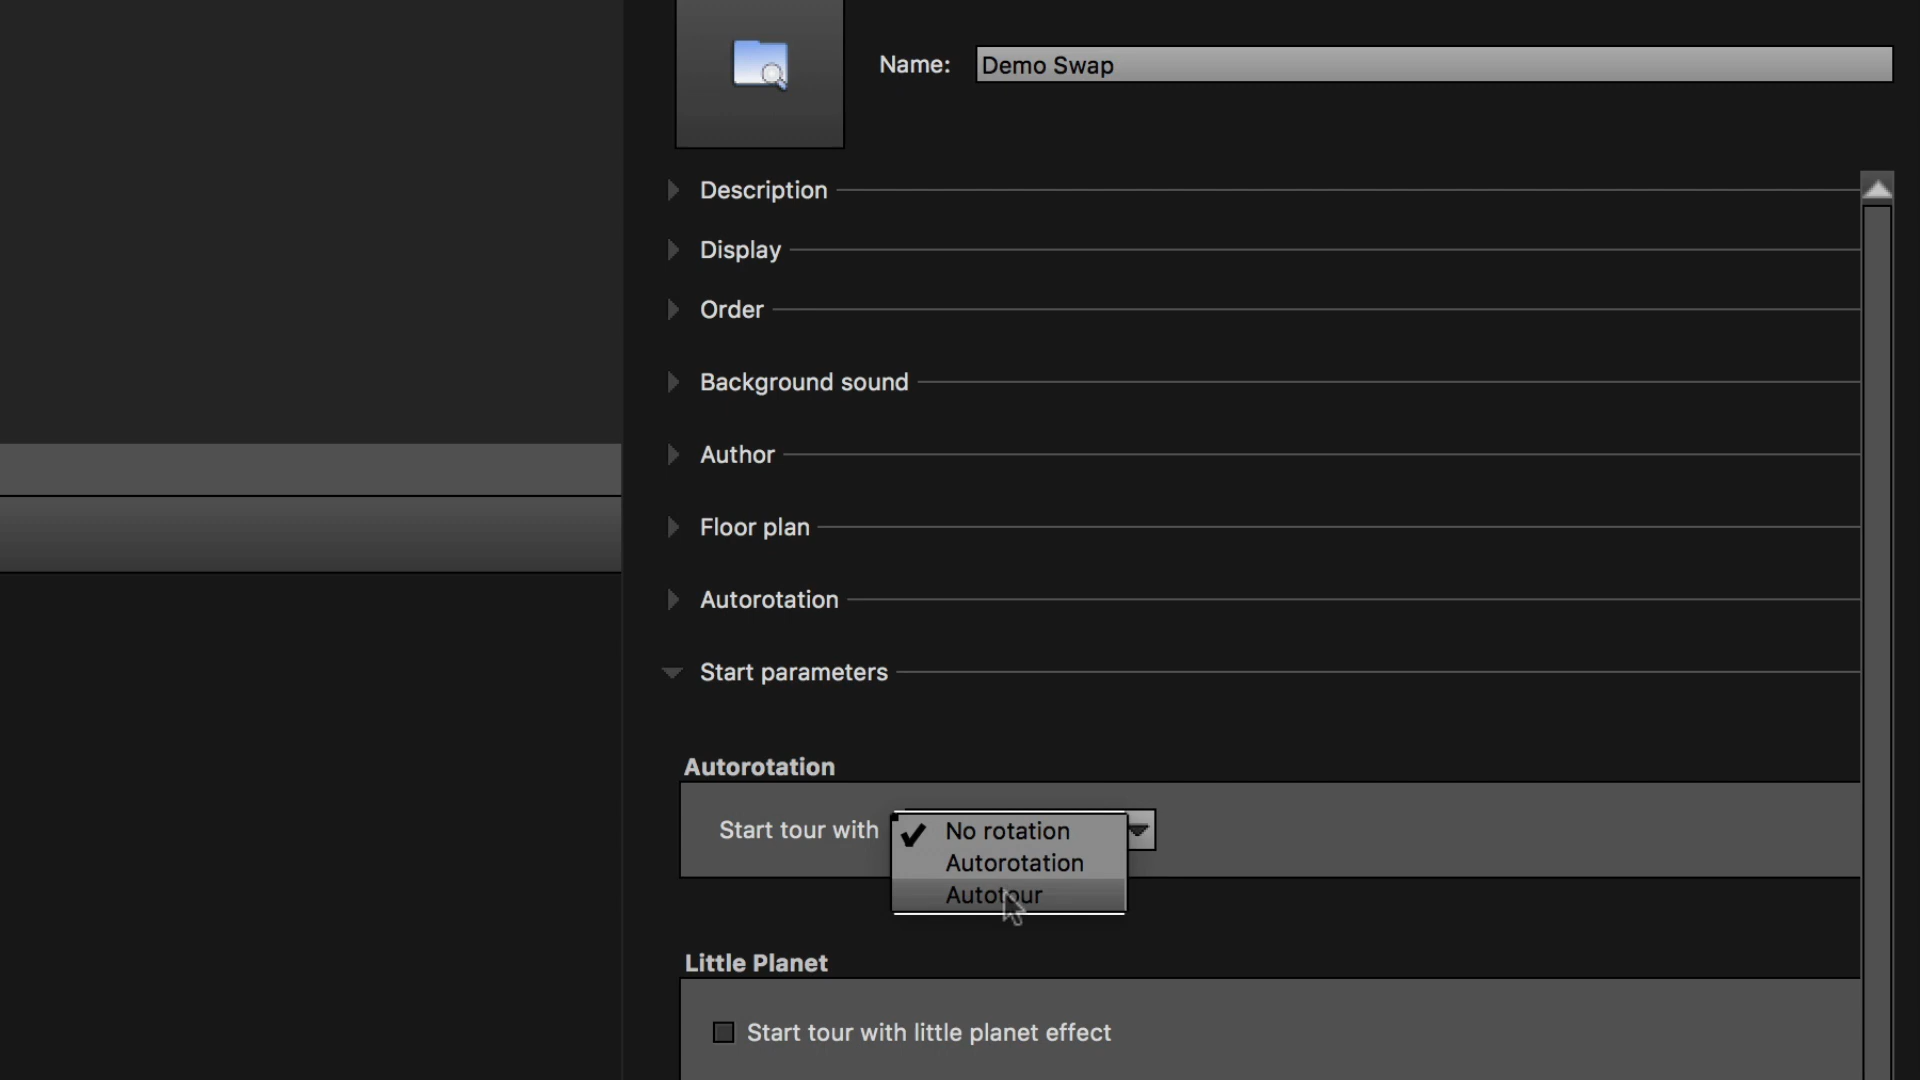 Name: Demo Swap
Description
Display
Order
Background sound
Author
Floor plan
Autorotation
Start parameters
Autorotation
Start tour with
No rotation
Autorotation
Autotour
Little Planet
Start tour with little planet effect